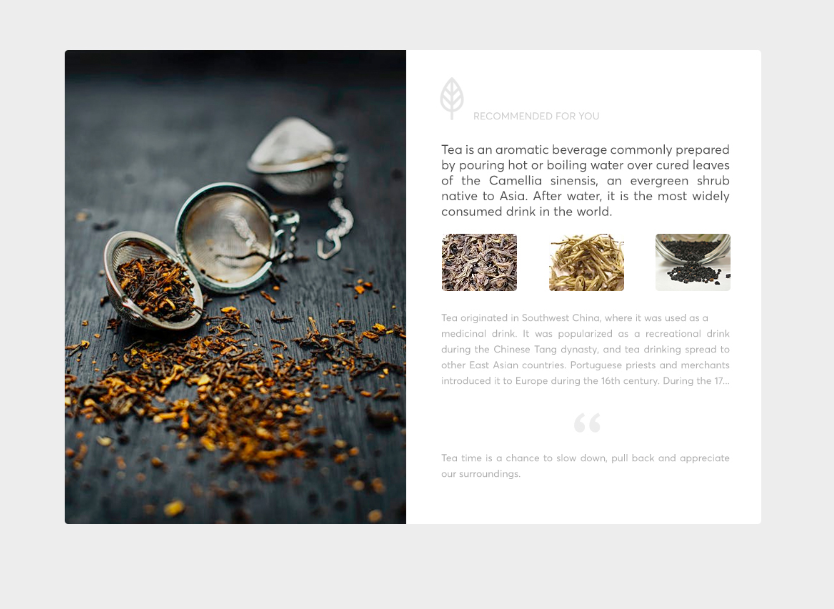 RECOMMENDED FOR YOU
Tea is an aromatic beverage commonly prepared
by pouring hot or boiling water over cured leaves
of the Camellia sinensis, an evergreen shrub
native to Asia. After water, it is the most widely
consumed drink in the world.
Tea originated in Southwest China, where it was used as a
medicinal drink. It was popularized as a recreational drink
during the Chinese Tang dynasty, and tea drinking spread to
other East Asian countries. Portuguese priests and merchants
introduced it to Europe during the 16th century. During the 17...
“
Tea time is a chance to slow down, pull back and appreciate
our surroundings.